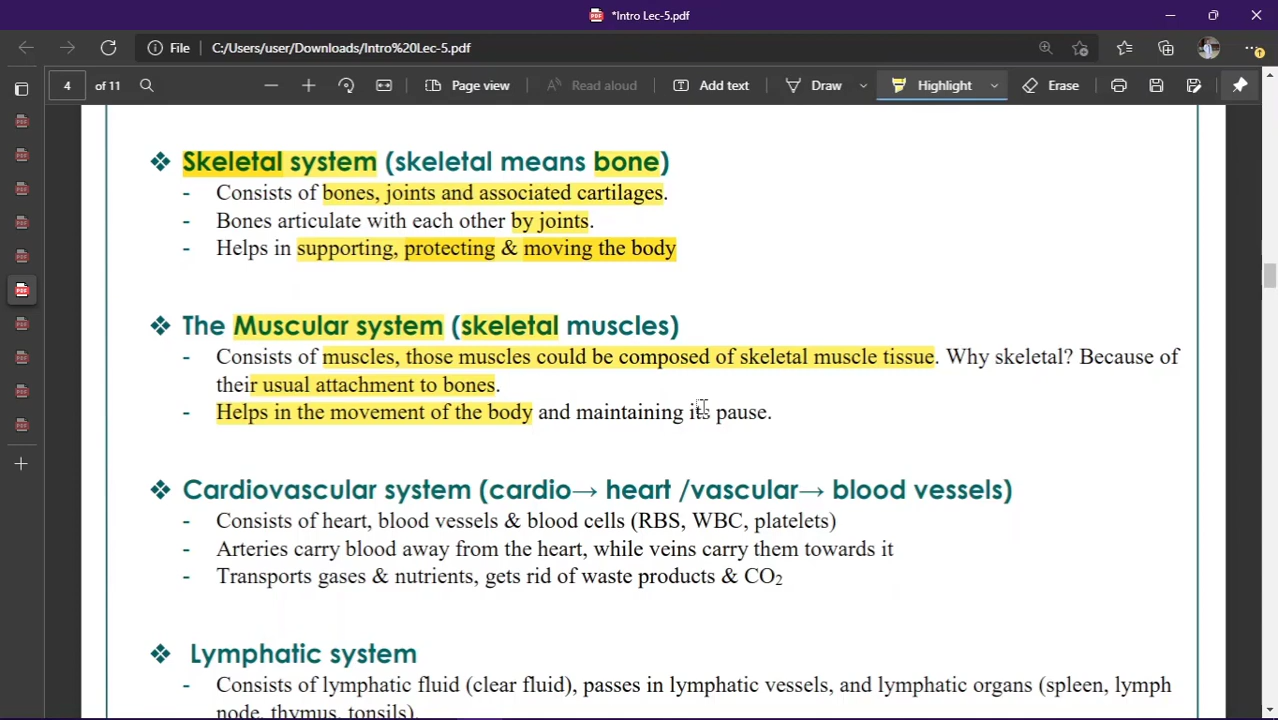 *Intro Lec-5.pdf
File | C:/Users/user/Downloads/Intro%20Lec-5.pdf
4 of 11 Page view Read aloud Add text Draw Highlight Erase
❖ Skeletal system (skeletal means bone)
- Consists of bones, joints and associated cartilages.
- Bones articulate with each other by joints.
- Helps in supporting, protecting & moving the body
❖ The Muscular system (skeletal muscles)
- Consists of muscles, those muscles could be composed of skeletal muscle tissue. Why skeletal? Because of
their usual attachment to bones.
- Helps in the movement of the body and maintaining its pause.
❖ Cardiovascular system (cardio→ heart /vascular→ blood vessels)
- Consists of heart, blood vessels & blood cells (RBS, WBC, platelets)
- Arteries carry blood away from the heart, while veins carry them towards it
- Transports gases & nutrients, gets rid of waste products & CO₂
❖ Lymphatic system
- Consists of lymphatic fluid (clear fluid), passes in lymphatic vessels, and lymphatic organs (spleen, lymph
node, thymus, tonsils).